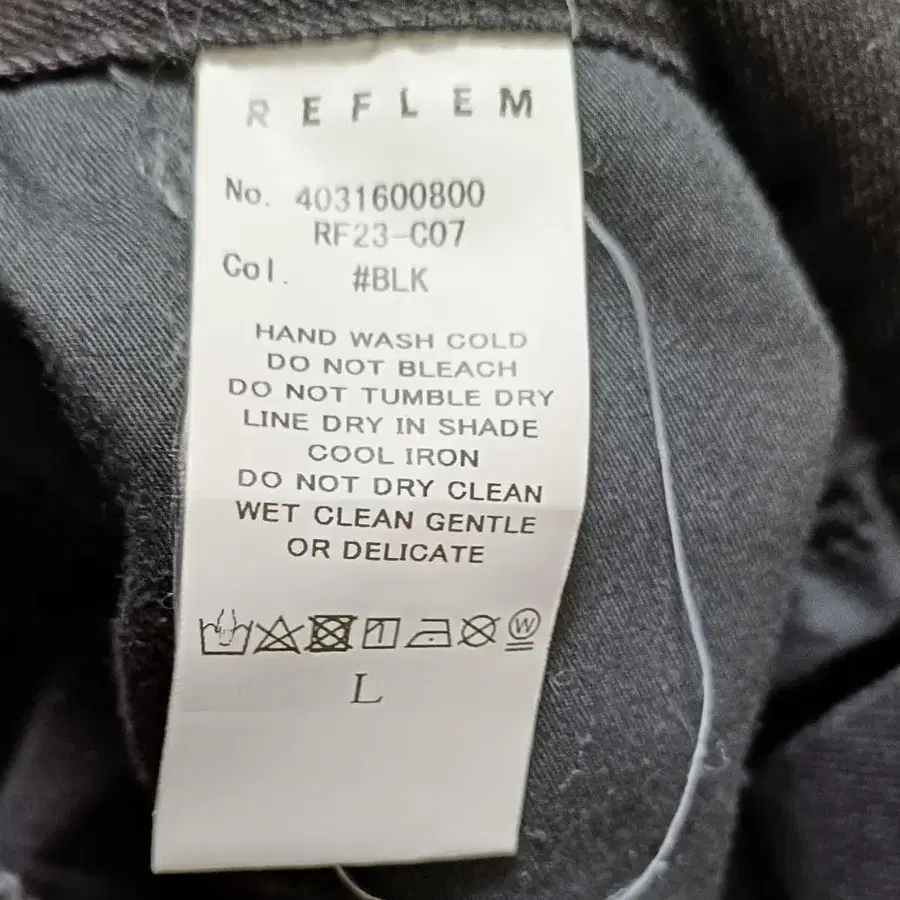 REFLEM
No. 4031600800
RF23-C07
Col. #BLK
HAND WASH COLD
DO NOT BLEACH
DO NOT TUMBLE DRY
LINE DRY IN SHADE
COOL IRON
DO NOT DRY CLEAN
WET CLEAN GENTLE
OR DELICATE
W
L